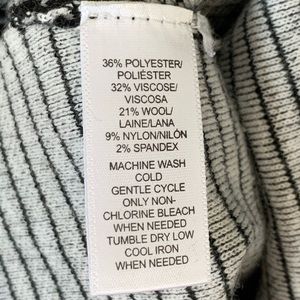 36% POLYESTER/
POLIÉSTER
32% VISCOSE/
VISCOSA
21% WOOL/
LAINE/LANA
9% NYLON/NILÓN
2% SPANDEX
MACHINE WASH
COLD
GENTLE CYCLE
ONLY NON-
CHLORINE BLEACH
WHEN NEEDED
TUMBLE DRY LOW
COOL IRON
WHEN NEEDED